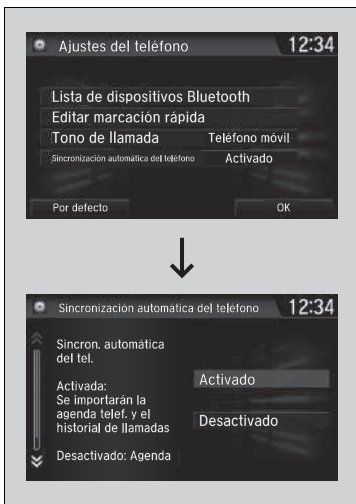 Ajustes del teléfono 12:34
Lista de dispositivos Bluetooth
Editar marcación rápida
Tono de llamada Teléfono móvil
Sincronización automática del teléfono Activado
Por defecto OK
Sincronización automática del teléfono 12:34
Sincron. automática
del tel.
Activada:
Se importarán la
agenda telef. y el
historial de llamadas
Desactivado: Agenda
Activado
Desactivado